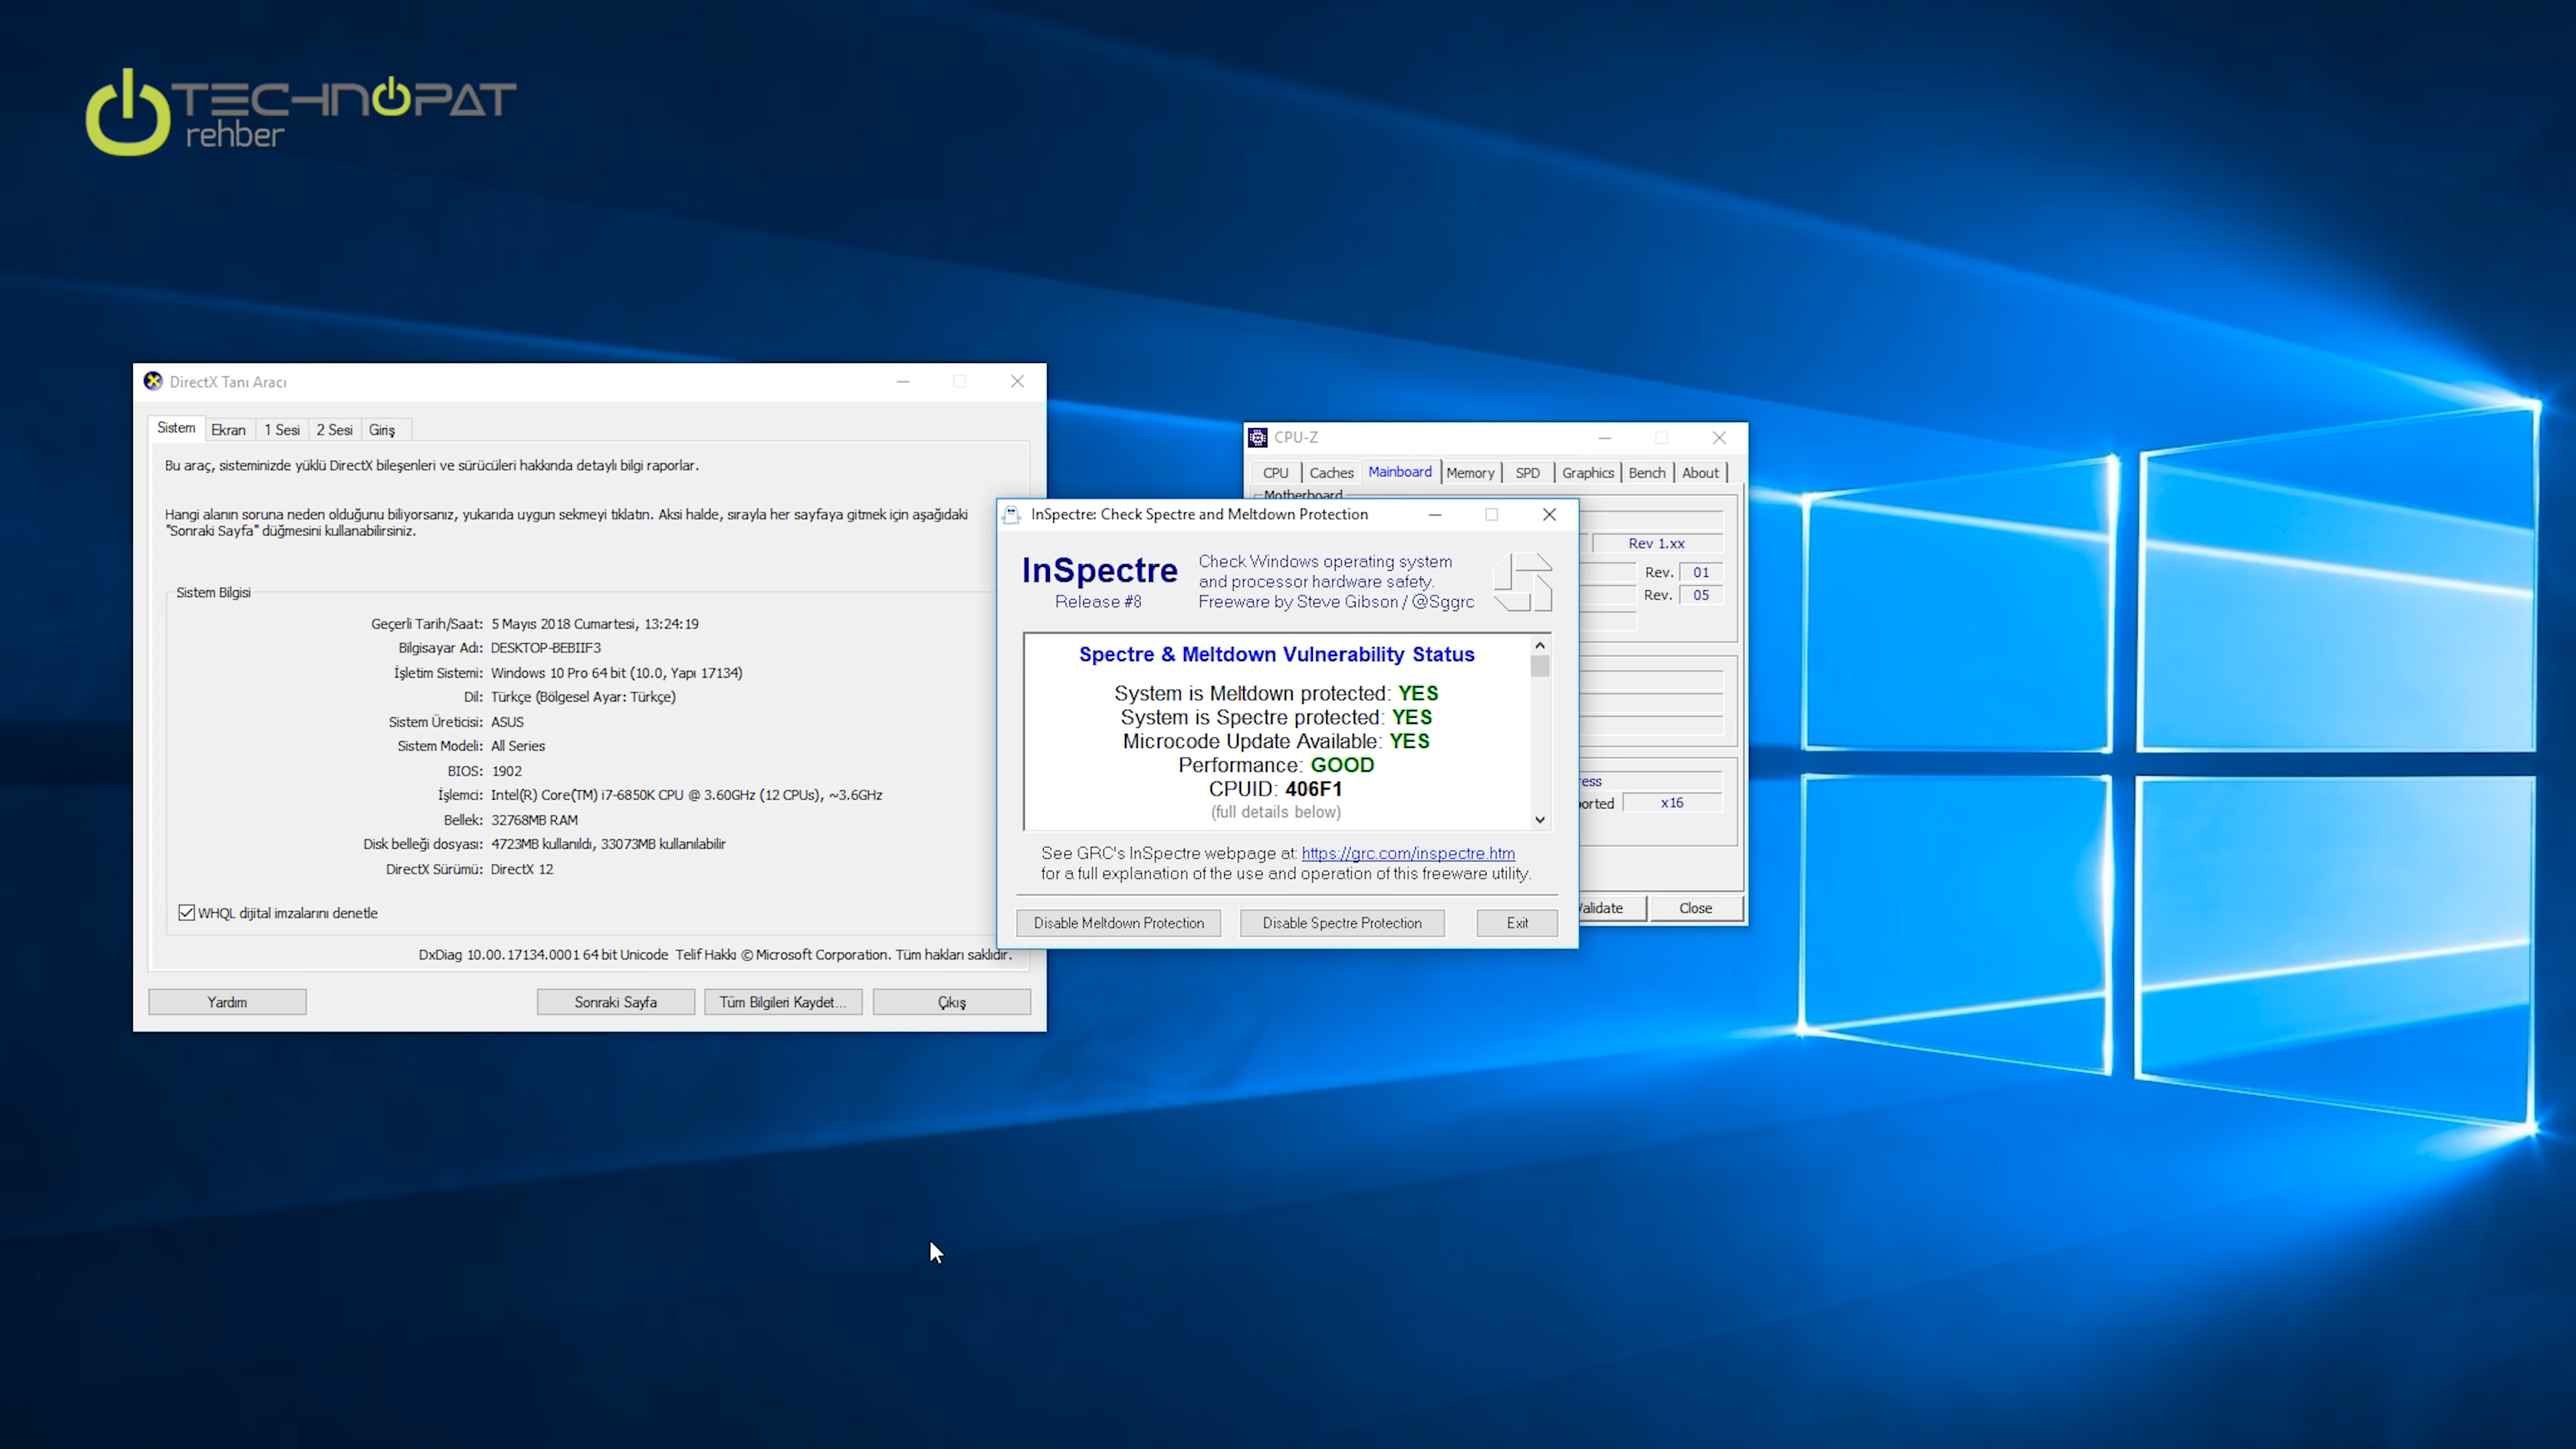 TECHNOPAT
rehber
DirectX Tanı Aracı
Sistem Ekran 1 Sesi 2 Sesi Giriş
Bu araç, sisteminizde yüklü DirectX bileşenleri ve sürücüleri hakkında detaylı bilgi raporlar.
Hangi alanın soruna neden olduğunu biliyorsanız, yukarıda uygun sekmeyi tıklatın. Aksi halde, sırayla her sayfaya gitmek için aşağıdaki
"Sonraki Sayfa" düğmesini kullanabilirsiniz.
Sistem Bilgisi
Geçerli Tarih/Saat: 5 Mayıs 2018 Cumartesi, 13:24:19
Bilgisayar Adı: DESKTOP-BEBIIF3
İşletim Sistemi: Windows 10 Pro 64 bit (10.0, Yapı 17134)
Dil: Türkçe (Bölgesel Ayar: Türkçe)
Sistem Üreticisi: ASUS
Sistem Modeli: All Series
BIOS: 1902
İşlemci: Intel(R) Core(TM) i7-6850K CPU @ 3.60GHz (12 CPUs), ~3.6GHz
Bellek: 32768MB RAM
Disk belleği dosyası: 4723MB kullanıldı, 33073MB kullanılabilir
DirectX Sürümü: DirectX 12
WHQL dijital imzalarını denetle
DxDiag 10.00.17134.0001 64 bit Unicode Telif Hakkı © Microsoft Corporation. Tüm hakları saklıdır.
Yardım Sonraki Sayfa Tüm Bilgileri Kaydet... Çıkış
CPU-Z
CPU Caches Mainboard Memory SPD Graphics Bench About
Motherboard
Rev 1.xx
Rev. 01
Rev. 05
ress
orted x16
alidate Close
InSpectre: Check Spectre and Meltdown Protection
InSpectre
Release #8
Check Windows operating system
and processor hardware safety.
Freeware by Steve Gibson / @Sggrc
Spectre & Meltdown Vulnerability Status
System is Meltdown protected: YES
System is Spectre protected: YES
Microcode Update Available: YES
Performance: GOOD
CPUID: 406F1
(full details below)
See GRC's InSpectre webpage at: https://grc.com/inspectre.htm
for a full explanation of the use and operation of this freeware utility.
Disable Meltdown Protection Disable Spectre Protection Exit